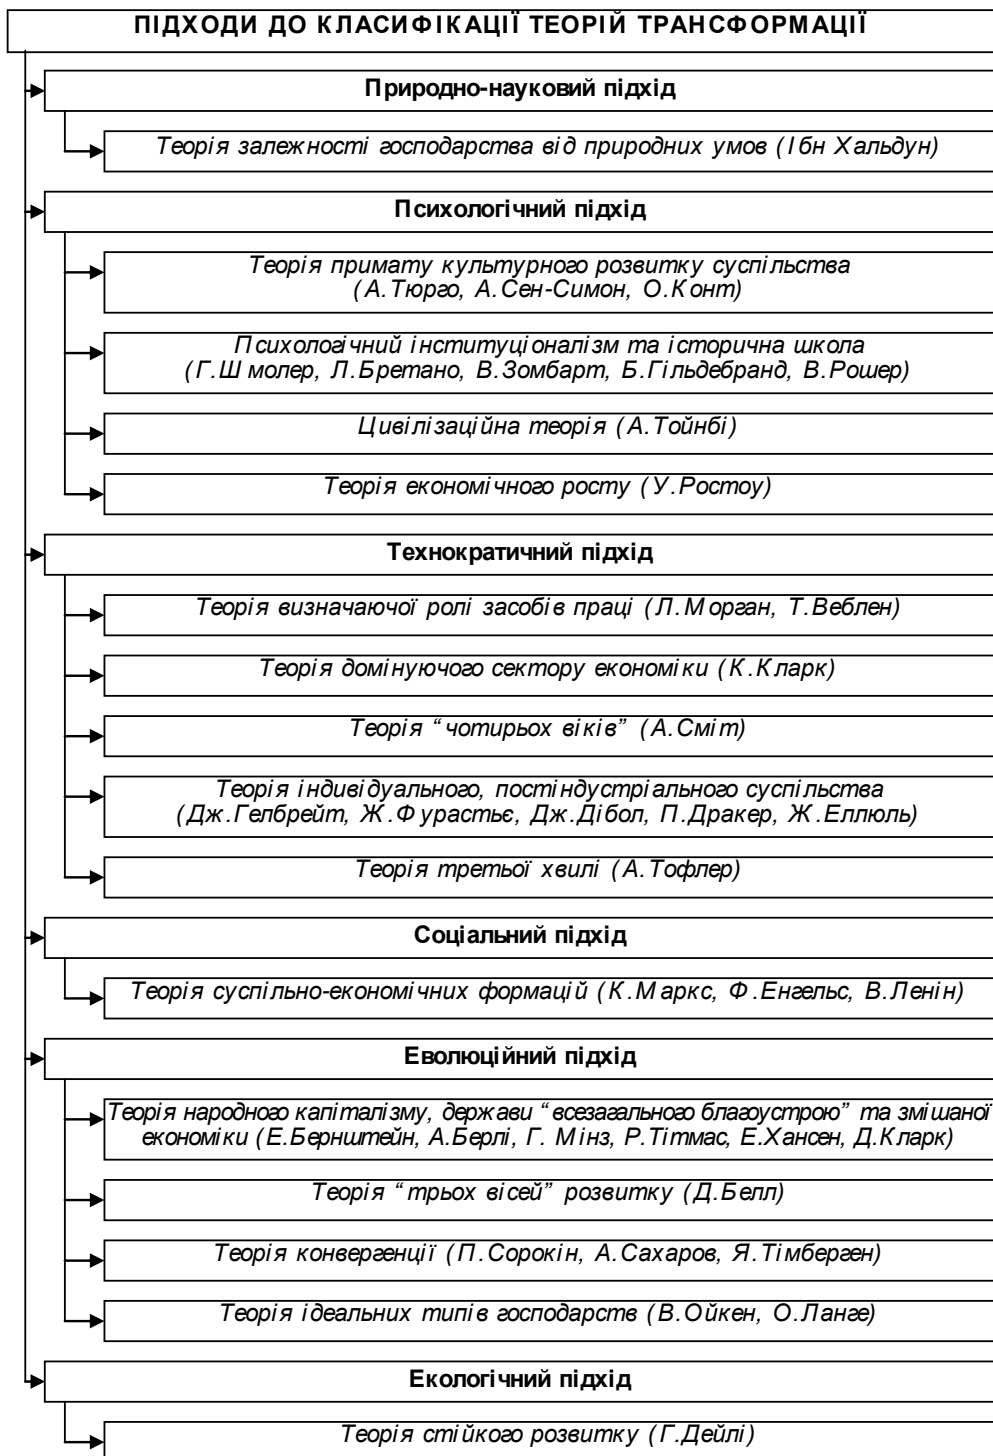 ПІДХОДИ ДО КЛАСИФІКАЦІЇ ТЕОРІЙ ТРАНСФОРМАЦІЇ
Природно-науковий підхід
Теорія залежності господарства від природних умов (Ібн Хальдун)
Психологічний підхід
Теорія примату культурного розвитку суспільства
(А.Тюрго, А.Сен-Симон, О.Конт)
Психологічний інституціоналізм та історична школа
(Г.Шмолер, Л.Бретано, В.Зомбарт, Б.Гільдебранд, В.Рошер)
Цивілізаційна теорія (А.Тойнбі)
Теорія економічного росту (У.Ростоу)
Технократичний підхід
Теорія визначаючої ролі засобів праці (Л.Морган, Т.Веблен)
Теорія домінуючого сектору економіки (К.Кларк)
Теорія “чотирьох віків” (А.Сміт)
Теорія індивідуального, постіндустріального суспільства
(Дж.Гелбрейт, Ж.Фурастьє, Дж.Дібол, П.Дракер, Ж.Еллюль)
Теорія третьої хвилі (А.Тофлер)
Соціальний підхід
Теорія суспільно-економічних формацій (К.Маркс, Ф.Енгельс, В.Ленін)
Еволюційний підхід
Теорія народного капіталізму, держави “всезагального благоустрою” та змішаної
економіки (Е.Бернштейн, А.Берлі, Г. Мінз, Р.Тітмас, Е.Хансен, Д.Кларк)
Теорія “трьох вісей” розвитку (Д.Белл)
Теорія конвергенції (П.Сорокін, А.Сахаров, Я.Тімберген)
Теорія ідеальних типів господарств (В.Ойкен, О.Ланге)
Екологічний підхід
Теорія стійкого розвитку (Г.Дейлі)